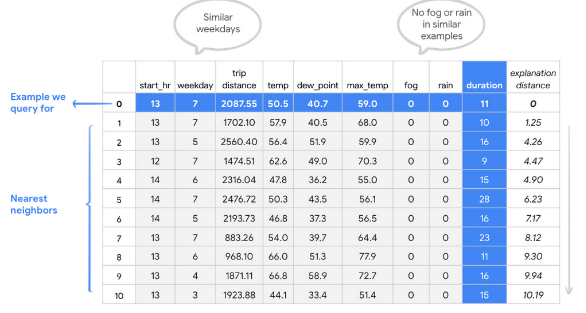 Similar
weekdays
No fog or rain
in similar
examples
start_hr weekday trip distance temp dew_point max_temp fog rain duration explanation distance
Example we
query for
0 13 7 2087.55 50.5 40.7 59.0 0 0 11 0
1 13 7 1702.10 57.9 40.5 68.0 0 0 10 1.25
2 13 5 2560.40 56.4 51.9 59.9 0 0 16 4.26
3 12 7 1474.51 62.6 49.0 70.3 0 0 9 4.47
4 14 6 2316.04 47.8 36.2 55.0 0 0 15 4.90
Nearest
neighbors
5 14 7 2476.72 50.3 43.5 56.1 0 0 28 6.23
6 14 5 2193.73 46.8 37.3 56.5 0 0 16 7.17
7 13 7 883.26 54.0 39.7 64.4 0 0 23 8.12
8 13 6 968.10 66.0 51.3 77.9 0 0 11 9.30
9 13 4 1871.11 66.8 58.9 72.7 0 0 16 9.94
10 13 3 1923.88 44.1 33.4 51.4 0 0 15 10.19